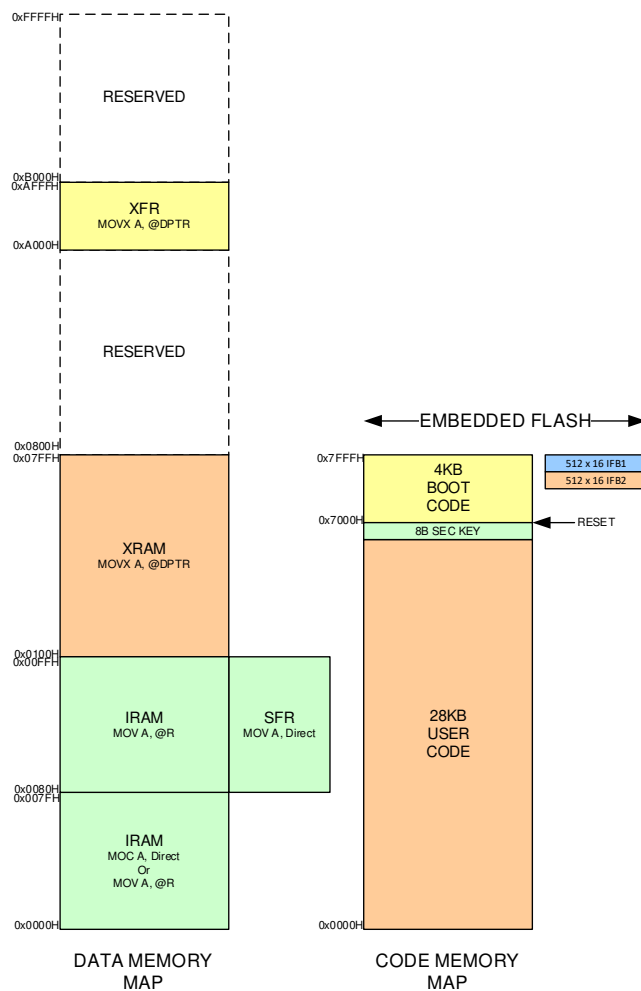 0xFFFFH
RESERVED
0xB000H
0xAFFFH
XFR
MOVX A, @DPTR
0xA000H
RESERVED
0x0800H
0x07FFH
XRAM
MOVX A, @DPTR
0x0100H
0x00FFH
IRAM
MOV A, @R
SFR
MOV A, Direct
0x0080H
0x007FH
IRAM
MOC A, Direct
Or
MOV A, @R
0x0000H
DATA MEMORY
MAP
EMBEDDED FLASH
0x7FFFH
4KB
BOOT
CODE
512 x 16 IFB1
512 x 16 IFB2
0x7000H
RESET
8B SEC KEY
28KB
USER
CODE
0x0000H
CODE MEMORY
MAP